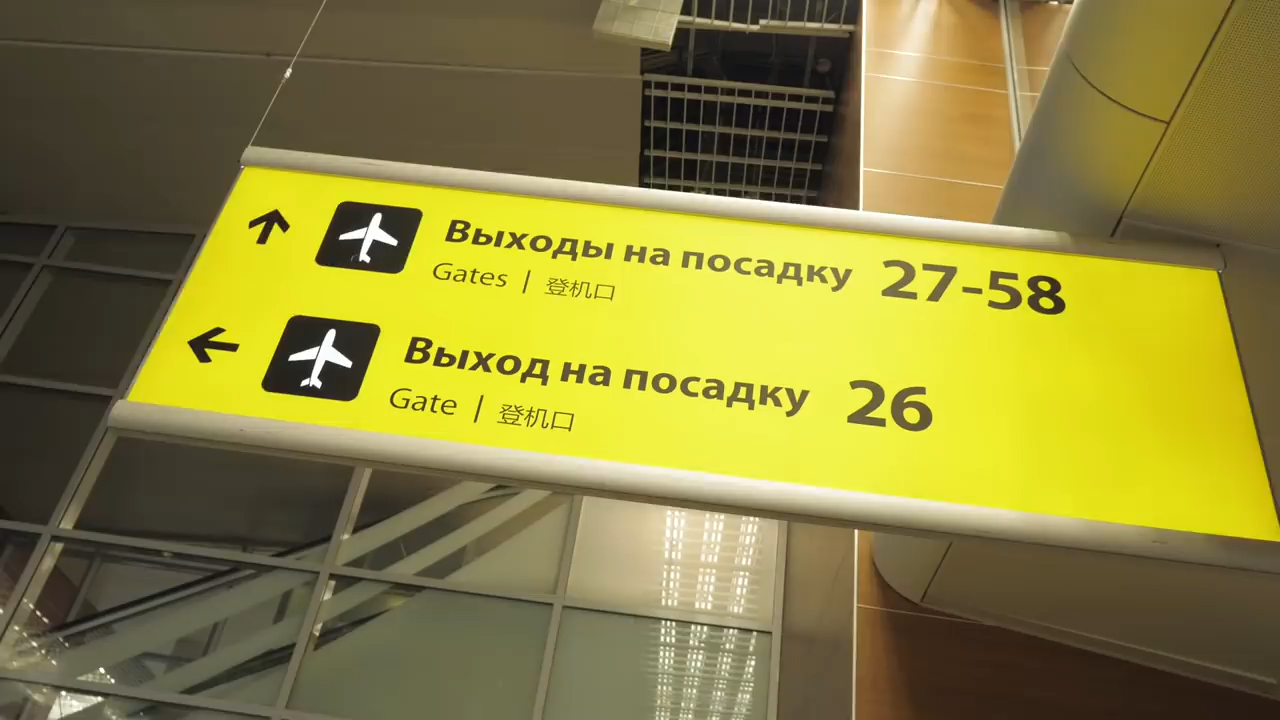 Выходы на посадку 27-58
Gates | 登机口
Выход на посадку 26
Gate | 登机口